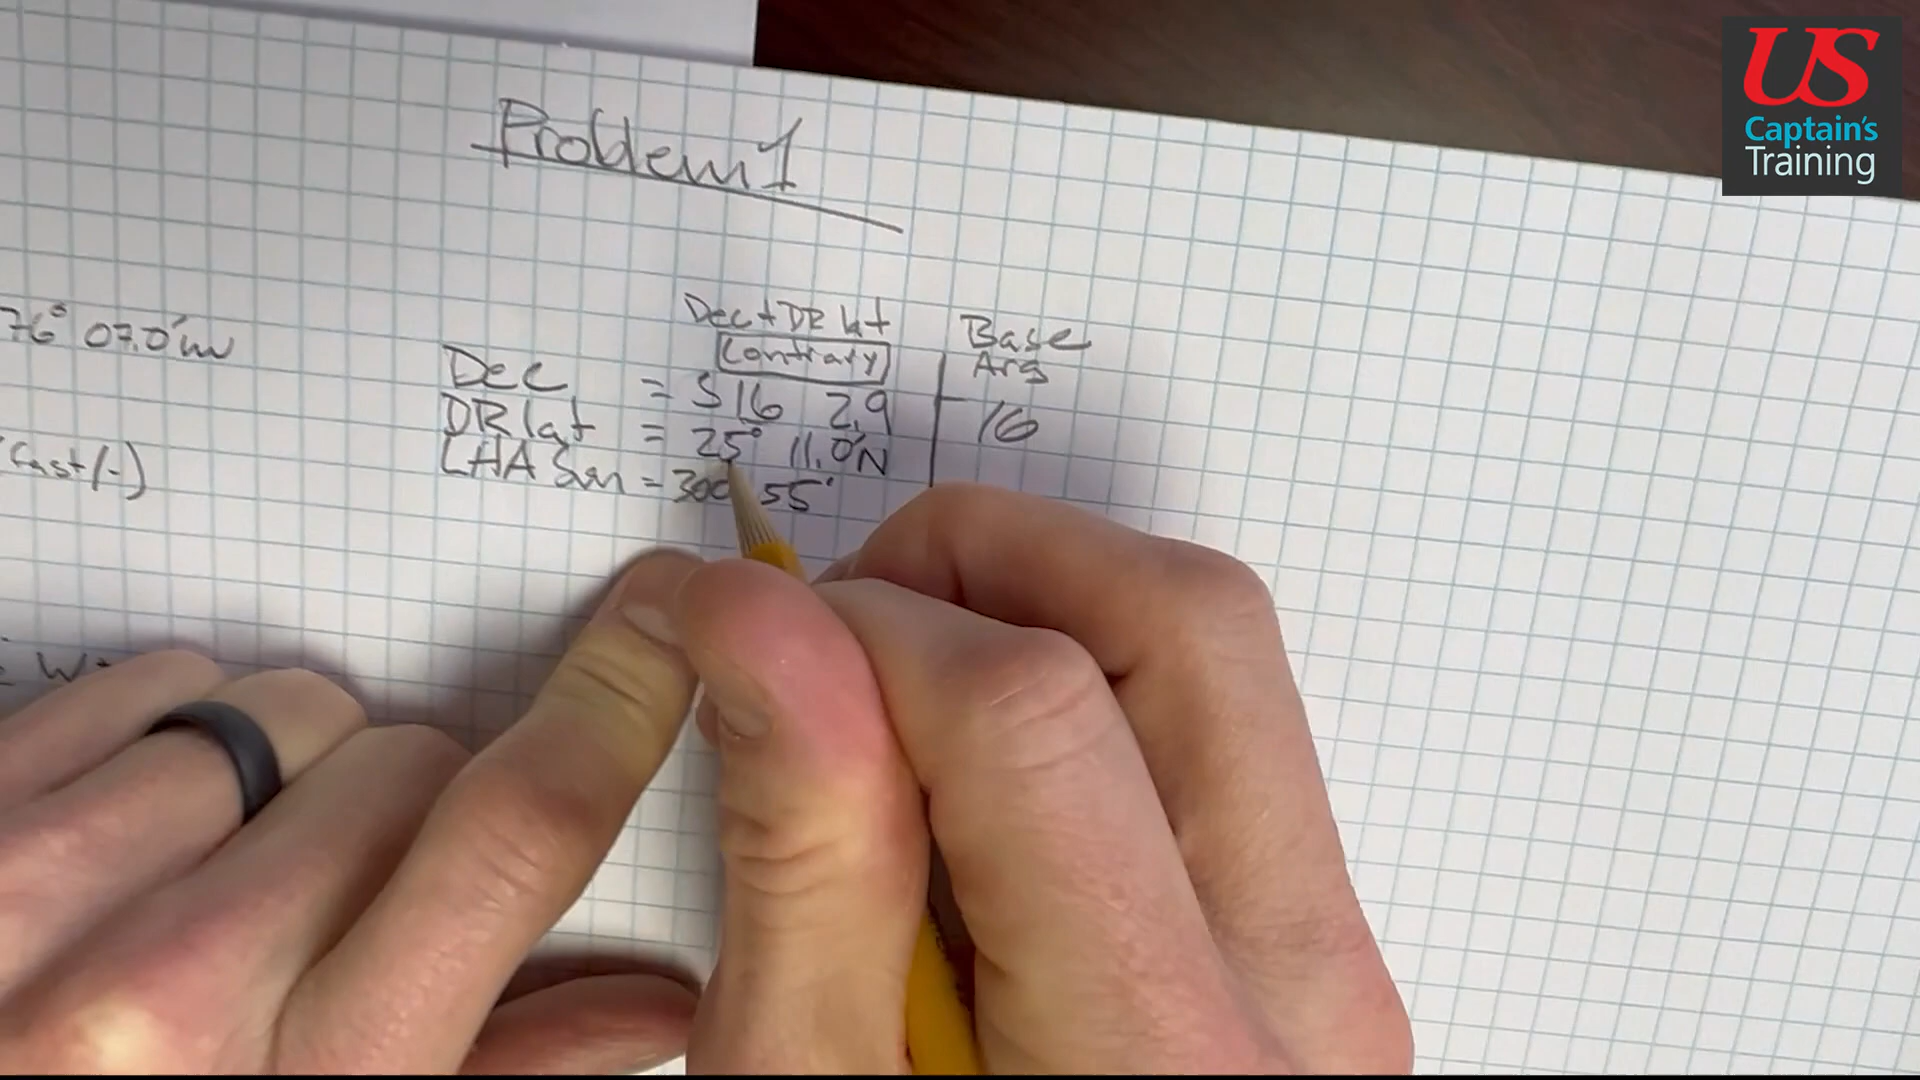 US
Captain's
Training
Problem 1
76° 07.0'W
Dec + DR lat
Contrary
Base
Arg
Dec = S 16 2.9
16
DR lat = 25° 11.0'N
LHA Sun = 300 55'
East (-)